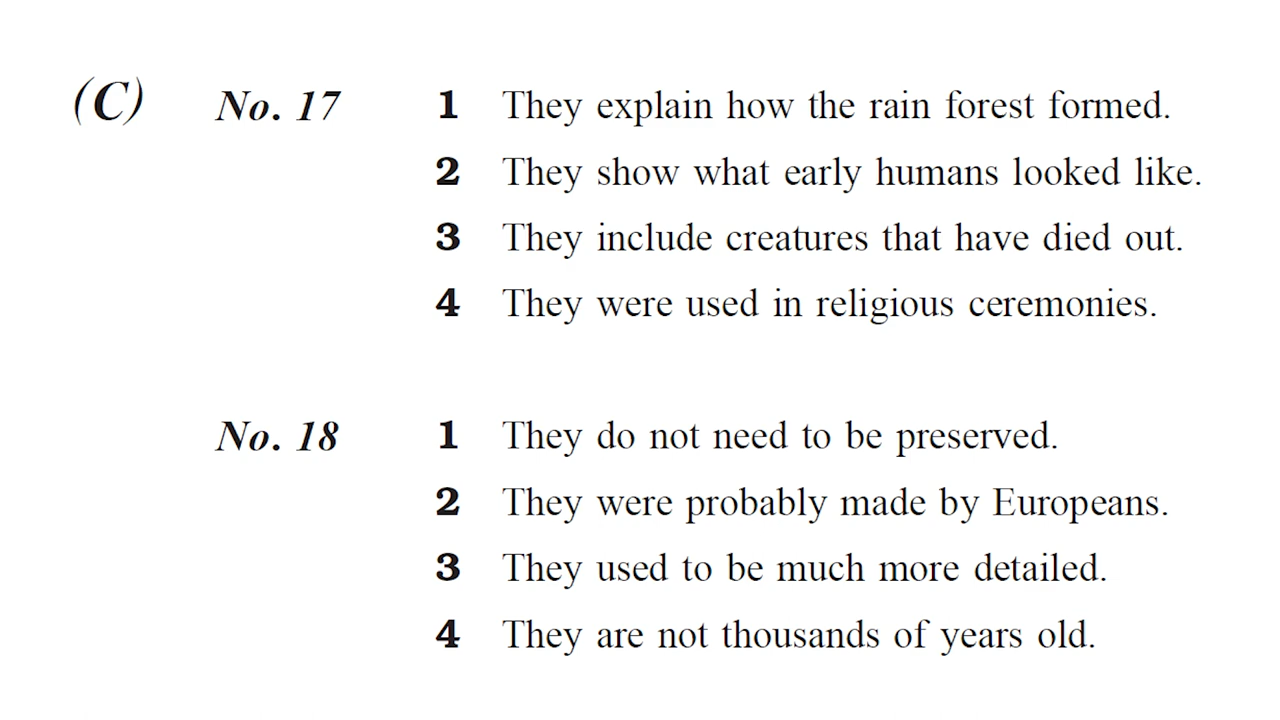 (C) No. 17 1 They explain how the rain forest formed.
2 They show what early humans looked like.
3 They include creatures that have died out.
4 They were used in religious ceremonies.
No. 18 1 They do not need to be preserved.
2 They were probably made by Europeans.
3 They used to be much more detailed.
4 They are not thousands of years old.